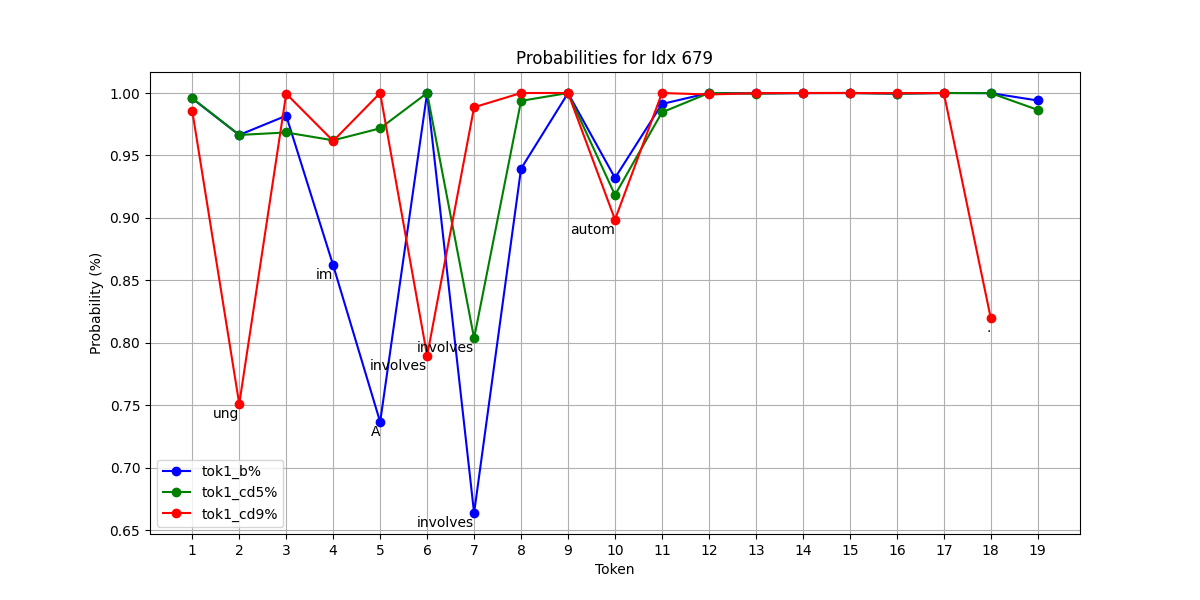 Probabilities for Idx 679
Probability (%)
1.00
0.95
0.90
0.85
0.80
0.75
0.70
0.65
autom
im
.
involves
involves
ung
A
involves
tok1_b%
tok1_cd5%
tok1_cd9%
1 2 3 4 5 6 7 8 9 10 11 12 13 14 15 16 17 18 19
Token